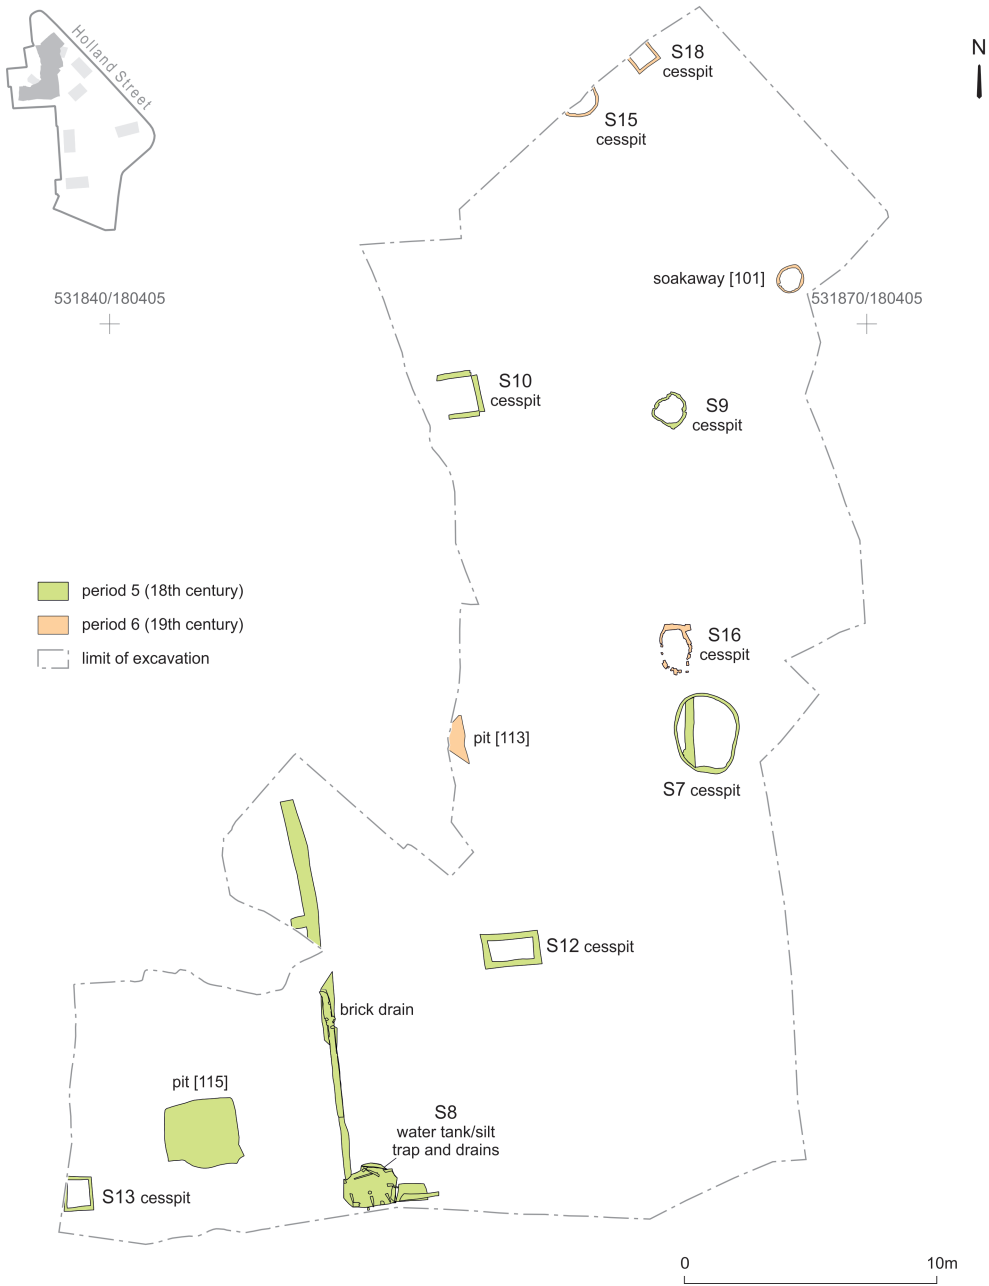 Holland Street
N
S18
cesspit
S15
cesspit
soakaway [101]
531840/180405
531870/180405
S10
cesspit
S9
cesspit
period 5 (18th century)
period 6 (19th century)
limit of excavation
S16
cesspit
pit [113]
S7 cesspit
S12 cesspit
brick drain
pit [115]
S8
water tank/silt
trap and drains
S13 cesspit
0
10m